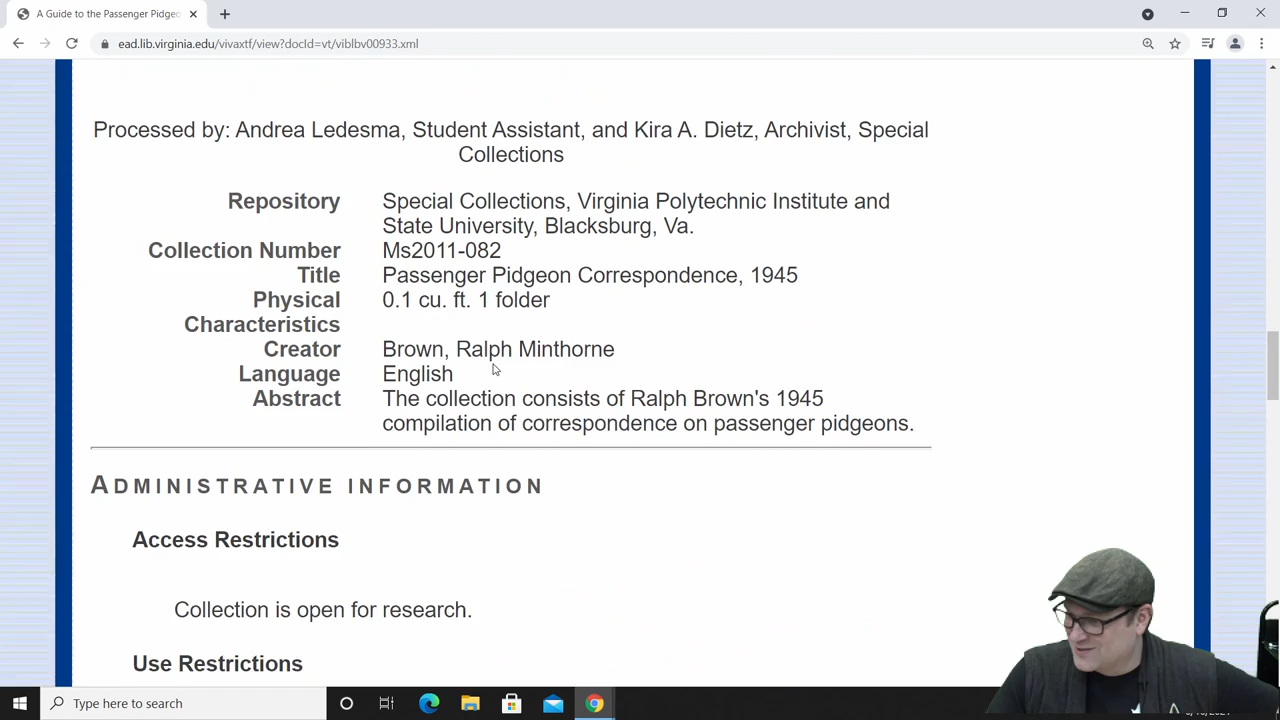 A Guide to the Passenger Pidgeo
ead.lib.virginia.edu/vivaxtf/view?docId=vt/viblbv00933.xml
Processed by: Andrea Ledesma, Student Assistant, and Kira A. Dietz, Archivist, Special
Collections
Repository Special Collections, Virginia Polytechnic Institute and
State University, Blacksburg, Va.
Collection Number Ms2011-082
Title Passenger Pidgeon Correspondence, 1945
Physical 0.1 cu. ft. 1 folder
Characteristics
Creator Brown, Ralph Minthorne
Language English
Abstract The collection consists of Ralph Brown's 1945
compilation of correspondence on passenger pidgeons.
ADMINISTRATIVE INFORMATION
Access Restrictions
Collection is open for research.
Use Restrictions
Type here to search